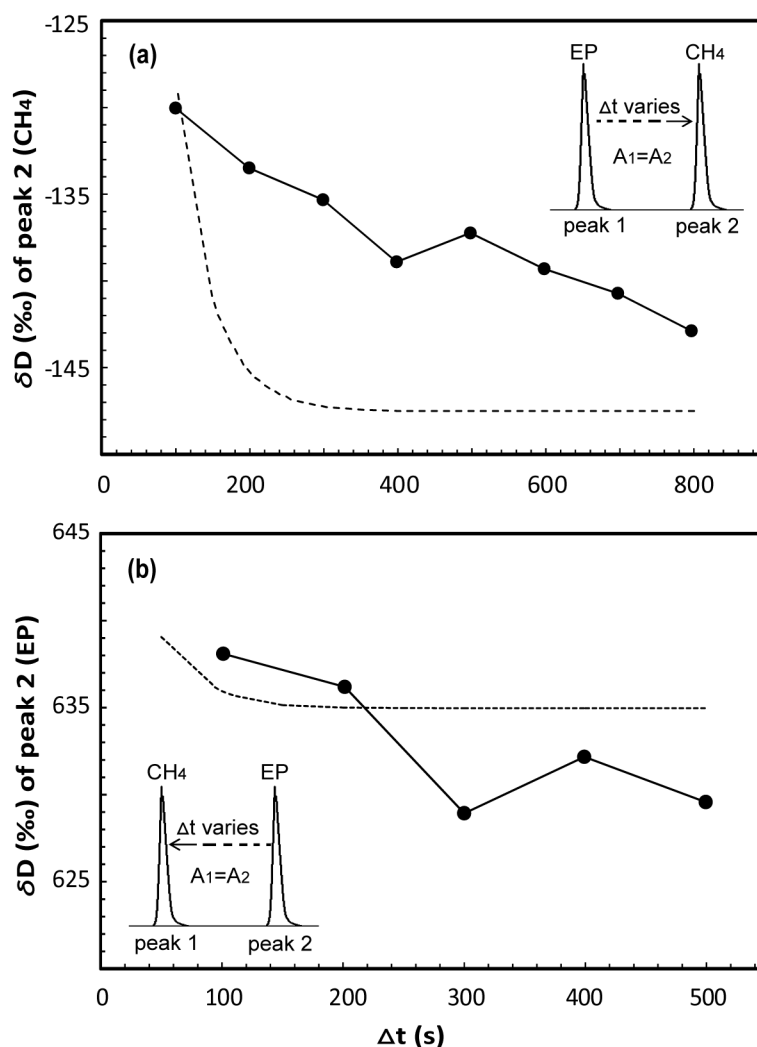 (a)
δD (‰) of peak 2 (CH₄)
-125
-135
-145
EP
CH₄
Δt varies
A₁=A₂
peak 1
peak 2
0
200
400
600
800
(b)
δD (‰) of peak 2 (EP)
645
635
625
CH₄
EP
Δt varies
A₁=A₂
peak 1
peak 2
0
100
200
300
400
500
Δt (s)